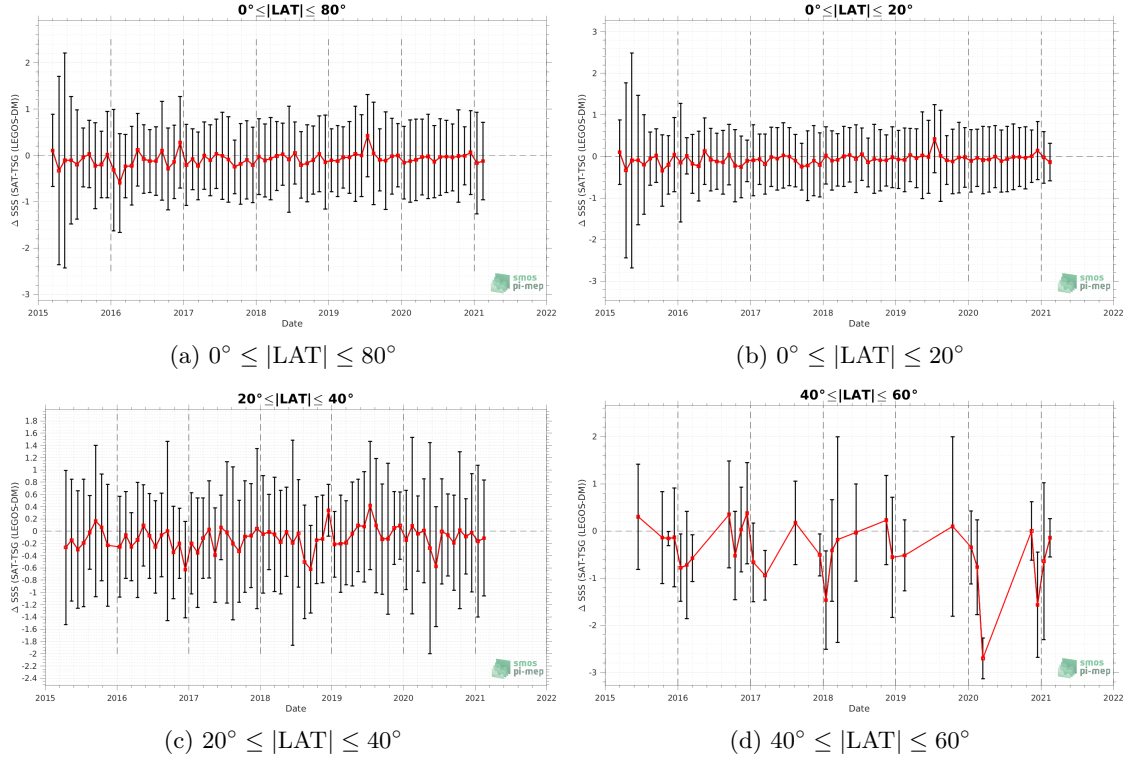 0°≤|LAT|≤ 80°
Δ SSS (SAT-TSG (LEGOS-DM))
2
1
0
-1
-2
-3
2015 2016 2017 2018 2019 2020 2021 2022
Date
smos
pi-mep
(a) 0° ≤ |LAT| ≤ 80°
0°≤|LAT|≤ 20°
Δ SSS (SAT-TSG (LEGOS-DM))
3
2
1
0
-1
-2
-3
2015 2016 2017 2018 2019 2020 2021 2022
Date
smos
pi-mep
(b) 0° ≤ |LAT| ≤ 20°
20°≤|LAT|≤ 40°
Δ SSS (SAT-TSG (LEGOS-DM))
1.8
1.6
1.4
1.2
1
0.8
0.6
0.4
0.2
-0
-0.2
-0.4
-0.6
-0.8
-1
-1.2
-1.4
-1.6
-1.8
-2
-2.2
-2.4
2015 2016 2017 2018 2019 2020 2021 2022
Date
smos
pi-mep
(c) 20° ≤ |LAT| ≤ 40°
40°≤|LAT|≤ 60°
Δ SSS (SAT-TSG (LEGOS-DM))
2
1
0
-1
-2
-3
2015 2016 2017 2018 2019 2020 2021 2022
Date
smos
pi-mep
(d) 40° ≤ |LAT| ≤ 60°